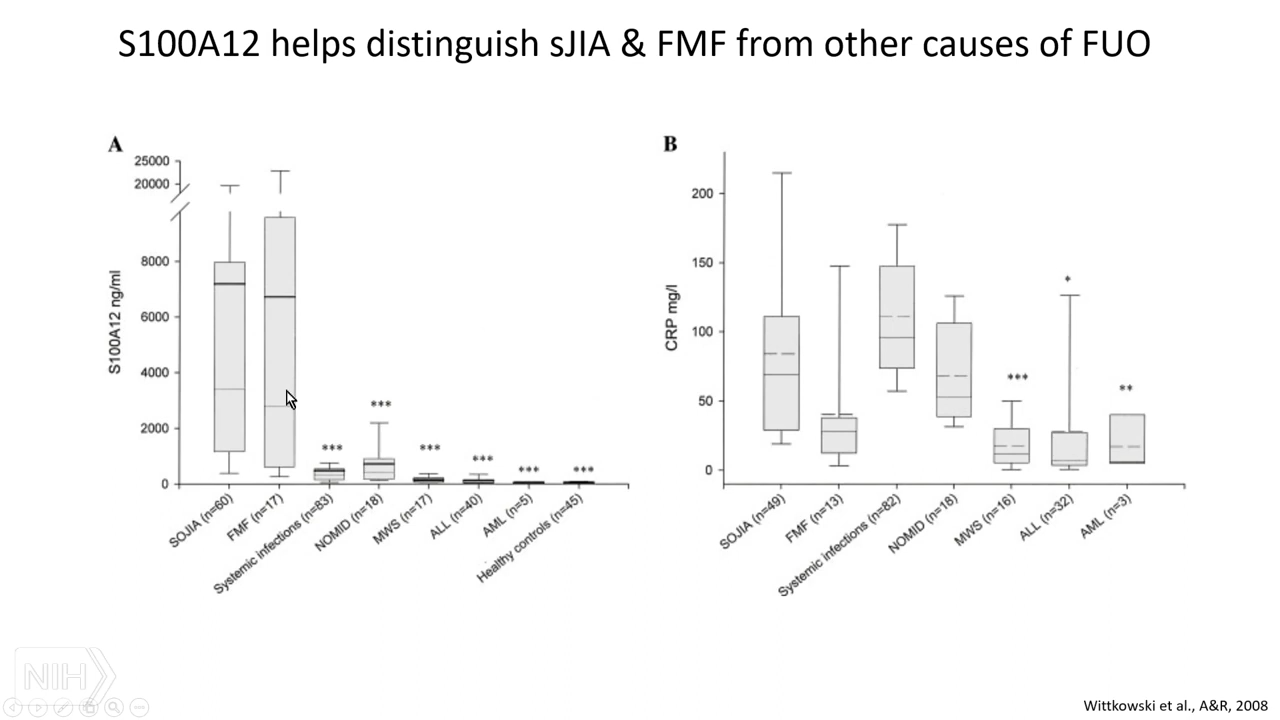 S100A12 helps distinguish sJIA & FMF from other causes of FUO
A
25000
20000
8000
6000
4000
2000
0
S100A12 ng/ml
***
***
***
***
***
***
SOJIA (n=60)
FMF (n=17)
Systemic infections (n=83)
NOMID (n=18)
MWS (n=17)
ALL (n=40)
AML (n=5)
Healthy controls (n=45)
B
200
150
100
50
0
CRP mg/l
***
*
**
SOJIA (n=49)
FMF (n=13)
Systemic infections (n=82)
NOMID (n=18)
MWS (n=16)
ALL (n=32)
AML (n=3)
NIH
Wittkowski et al., A&R, 2008